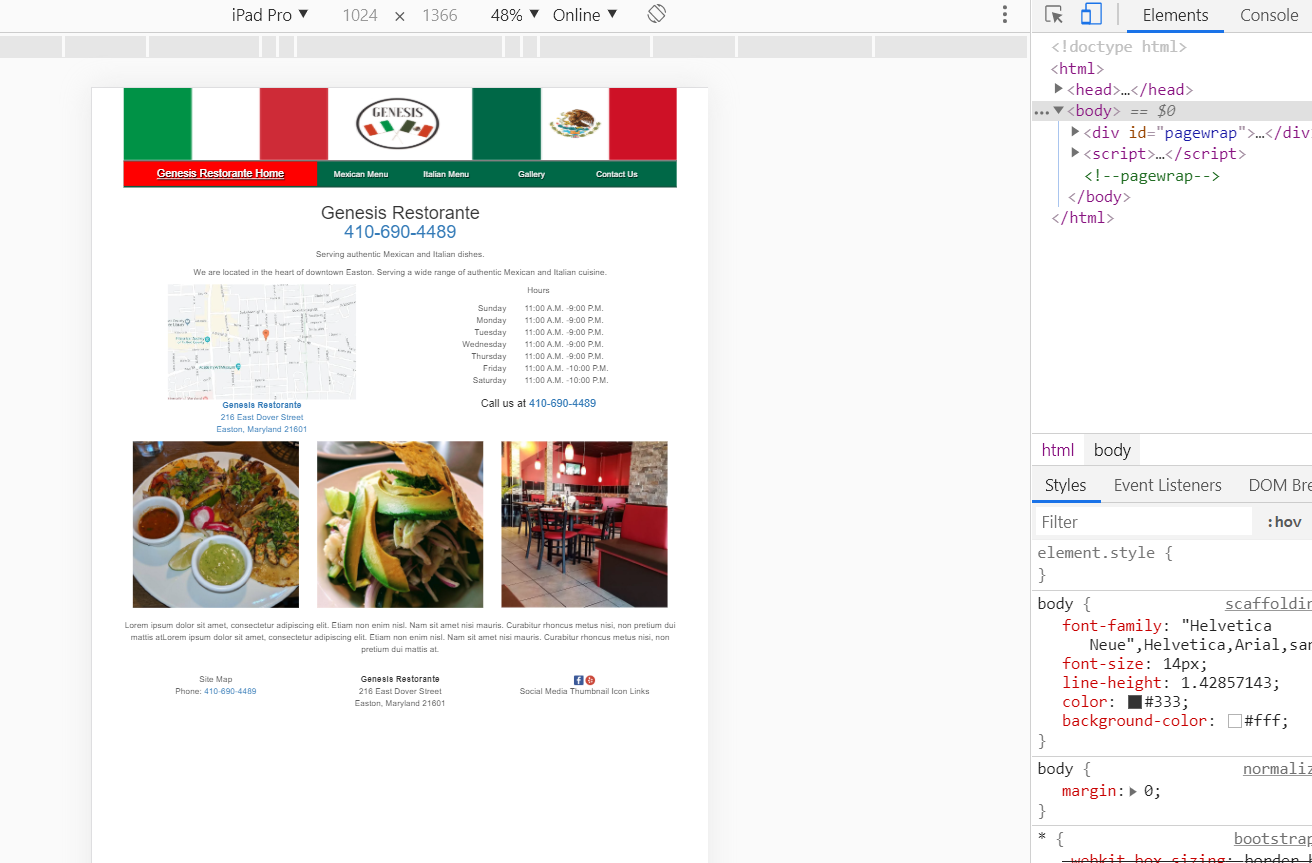 iPad Pro ▼ 1024 × 1366 48% ▼ Online ▼
Elements Console
<!doctype html>
<html>
<head>…</head>
<body> == $0
<div id="pagewrap">…</div
<script>…</script>
<!--pagewrap-->
</body>
</html>
html body
Styles Event Listeners DOM Bre
Filter :hov
element.style {
}
body { scaffoldin
font-family: "Helvetica
Neue",Helvetica,Arial,san
font-size: 14px;
line-height: 1.42857143;
color: #333;
background-color: #fff;
}
body { normaliz
margin: 0;
}
* { bootstrap
-webkit-box-sizing: border-b
GENESIS
Genesis Restorante Home Mexican Menu Italian Menu Gallery Contact Us
Genesis Restorante
410-690-4489
Serving authentic Mexican and Italian dishes.
We are located in the heart of downtown Easton. Serving a wide range of authentic Mexican and Italian cuisine.
Genesis Restorante
216 East Dover Street
Easton, Maryland 21601
Hours
Sunday 11:00 A.M. -9:00 P.M.
Monday 11:00 A.M. -9:00 P.M.
Tuesday 11:00 A.M. -9:00 P.M.
Wednesday 11:00 A.M. -9:00 P.M.
Thursday 11:00 A.M. -9:00 P.M.
Friday 11:00 A.M. -10:00 P.M.
Saturday 11:00 A.M. -10:00 P.M.
Call us at 410-690-4489
Lorem ipsum dolor sit amet, consectetur adipiscing elit. Etiam non enim nisl. Nam sit amet nisi mauris. Curabitur rhoncus metus nisi, non pretium dui
mattis atLorem ipsum dolor sit amet, consectetur adipiscing elit. Etiam non enim nisl. Nam sit amet nisi mauris. Curabitur rhoncus metus nisi, non
pretium dui mattis at.
Site Map
Phone: 410-690-4489
Genesis Restorante
216 East Dover Street
Easton, Maryland 21601
Social Media Thumbnail Icon Links